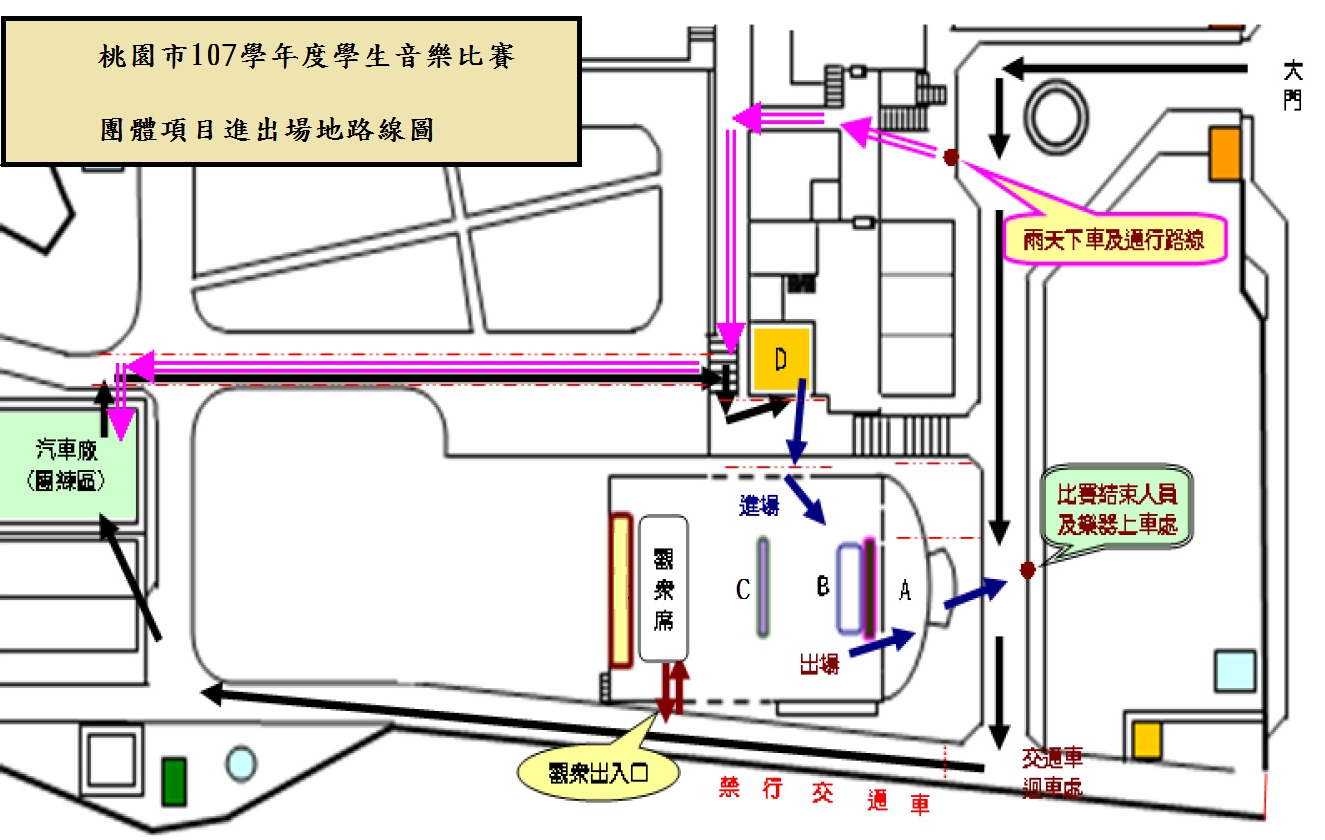 桃園市107學年度學生音樂比賽
團體項目進出場地路線圖
大門
雨天下車及通行路線
D
汽車廠
(團練區)
進場
比賽結束人員
及樂器上車處
觀衆席
C
B
A
出場
觀衆出入口
禁行交通車
交通車
迴車處